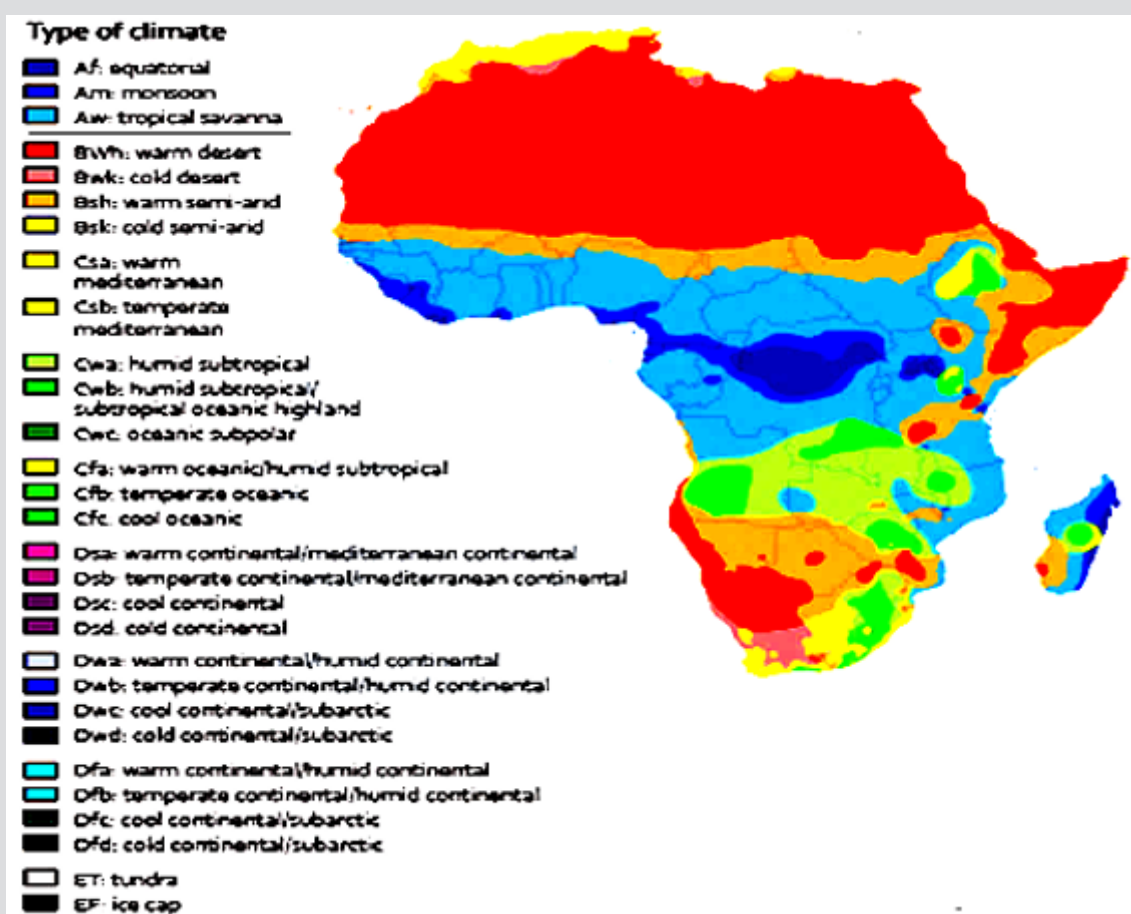 Type of climate
Af: equatorial
Am: monsoon
Aw: tropical savanna
BWh: warm desert
Bwk: cold desert
Bsh: warm semi-arid
Bsk: cold semi-arid
Csa: warm
mediterranean
Csb: temperate
mediterranean
Cwa: humid subtropical
Cwb: humid subtropical/
subtropical oceanic highland
Cwc: oceanic subpolar
Cfa: warm oceanic/humid subtropical
Cfb: temperate oceanic
Cfc: cool oceanic
Dsa: warm continental/mediterranean continental
Dsb: temperate continental/mediterranean continental
Dsc: cool continental
Dsd: cold continental
Dwa: warm continental/humid continental
Dwb: temperate continental/humid continental
Dwc: cool continental/subarctic
Dwd: cold continental/subarctic
Dfa: warm continental/humid continental
Dfb: temperate continental/humid continental
Dfc: cool continental/subarctic
Dfd: cold continental/subarctic
ET: tundra
EF: ice cap